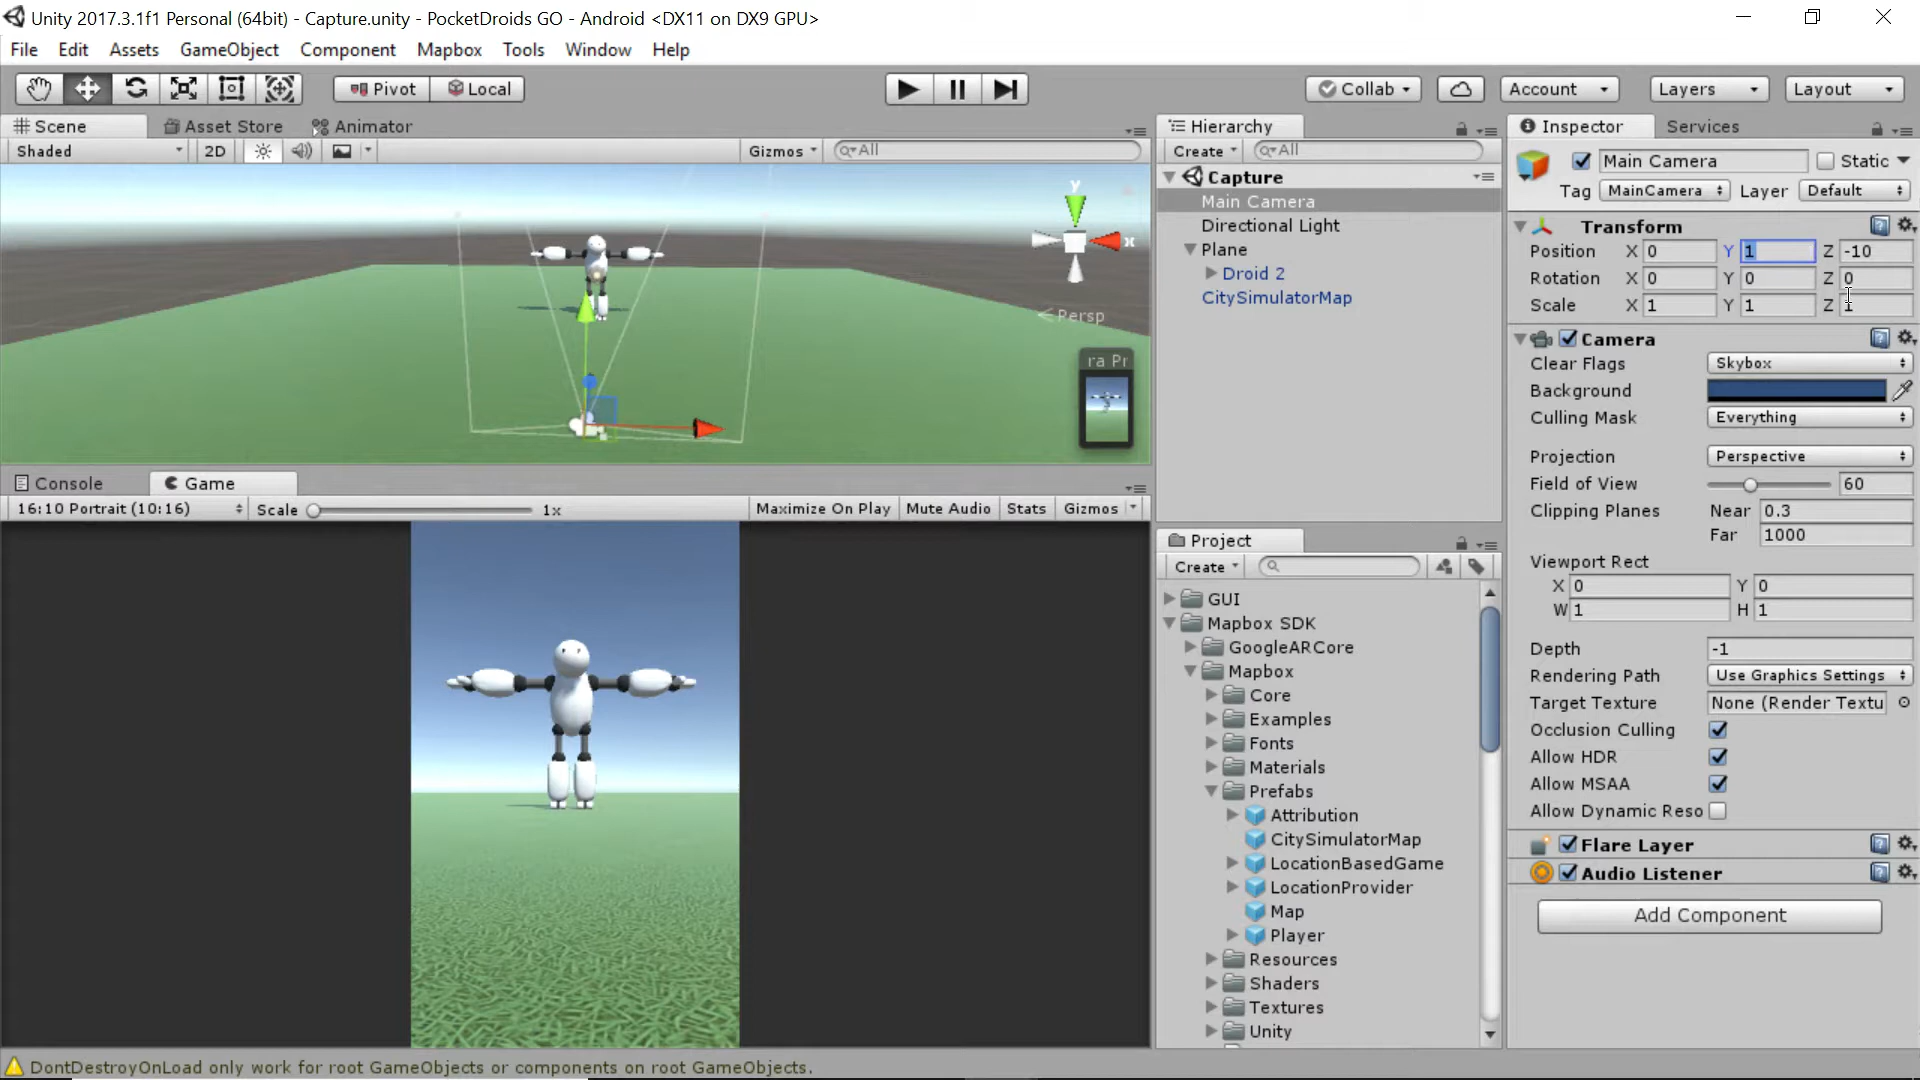 Unity 2017.3.1f1 Personal (64bit) - Capture.unity - PocketDroids GO - Android <DX11 on DX9 GPU>
File Edit Assets GameObject Component Mapbox Tools Window Help
Pivot Local Collab Account Layers Layout
Scene Asset Store Animator
Shaded 2D Gizmos All
y
x
Persp
ra Pr
Console Game
16:10 Portrait (10:16) Scale 1x Maximize On Play Mute Audio Stats Gizmos
Hierarchy
Create All
Capture
Main Camera
Directional Light
Plane
Droid 2
CitySimulatorMap
Project
Create
GUI
Mapbox SDK
GoogleARCore
Mapbox
Core
Examples
Fonts
Materials
Prefabs
Attribution
CitySimulatorMap
LocationBasedGame
LocationProvider
Map
Player
Resources
Shaders
Textures
Unity
Inspector Services
Main Camera Static
Tag MainCamera Layer Default
Transform
Position X 0 Y 1 Z -10
Rotation X 0 Y 0 Z 0
Scale X 1 Y 1 Z 1
Camera
Clear Flags Skybox
Background
Culling Mask Everything
Projection Perspective
Field of View 60
Clipping Planes Near 0.3
Far 1000
Viewport Rect
X 0 Y 0
W 1 H 1
Depth -1
Rendering Path Use Graphics Settings
Target Texture None (Render Textu
Occlusion Culling
Allow HDR
Allow MSAA
Allow Dynamic Reso
Flare Layer
Audio Listener
Add Component
DontDestroyOnLoad only work for root GameObjects or components on root GameObjects.